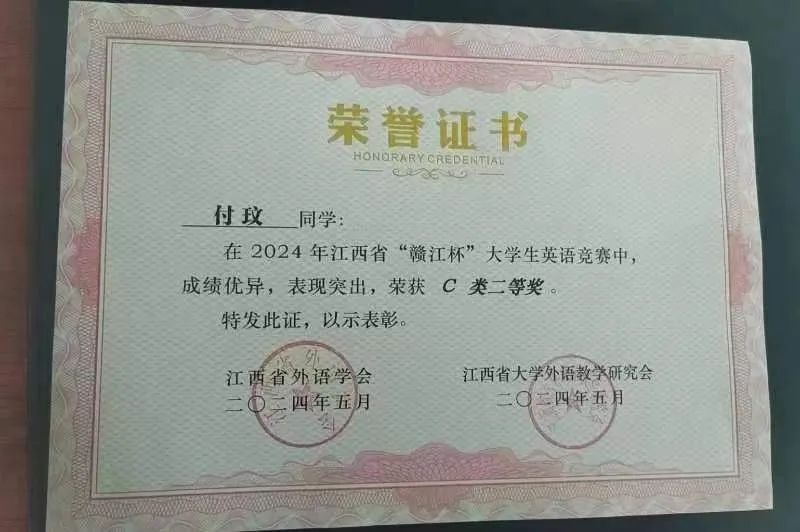 荣誉证书
HONORARY CREDENTIAL
付玟 同学：
在 2024 年江西省“赣江杯”大学生英语竞赛中，
成绩优异，表现突出，荣获 C 类二等奖。
特发此证，以示表彰。
江西省外语学会 江西省大学外语教学研究会
二〇二四年五月 二〇二四年五月